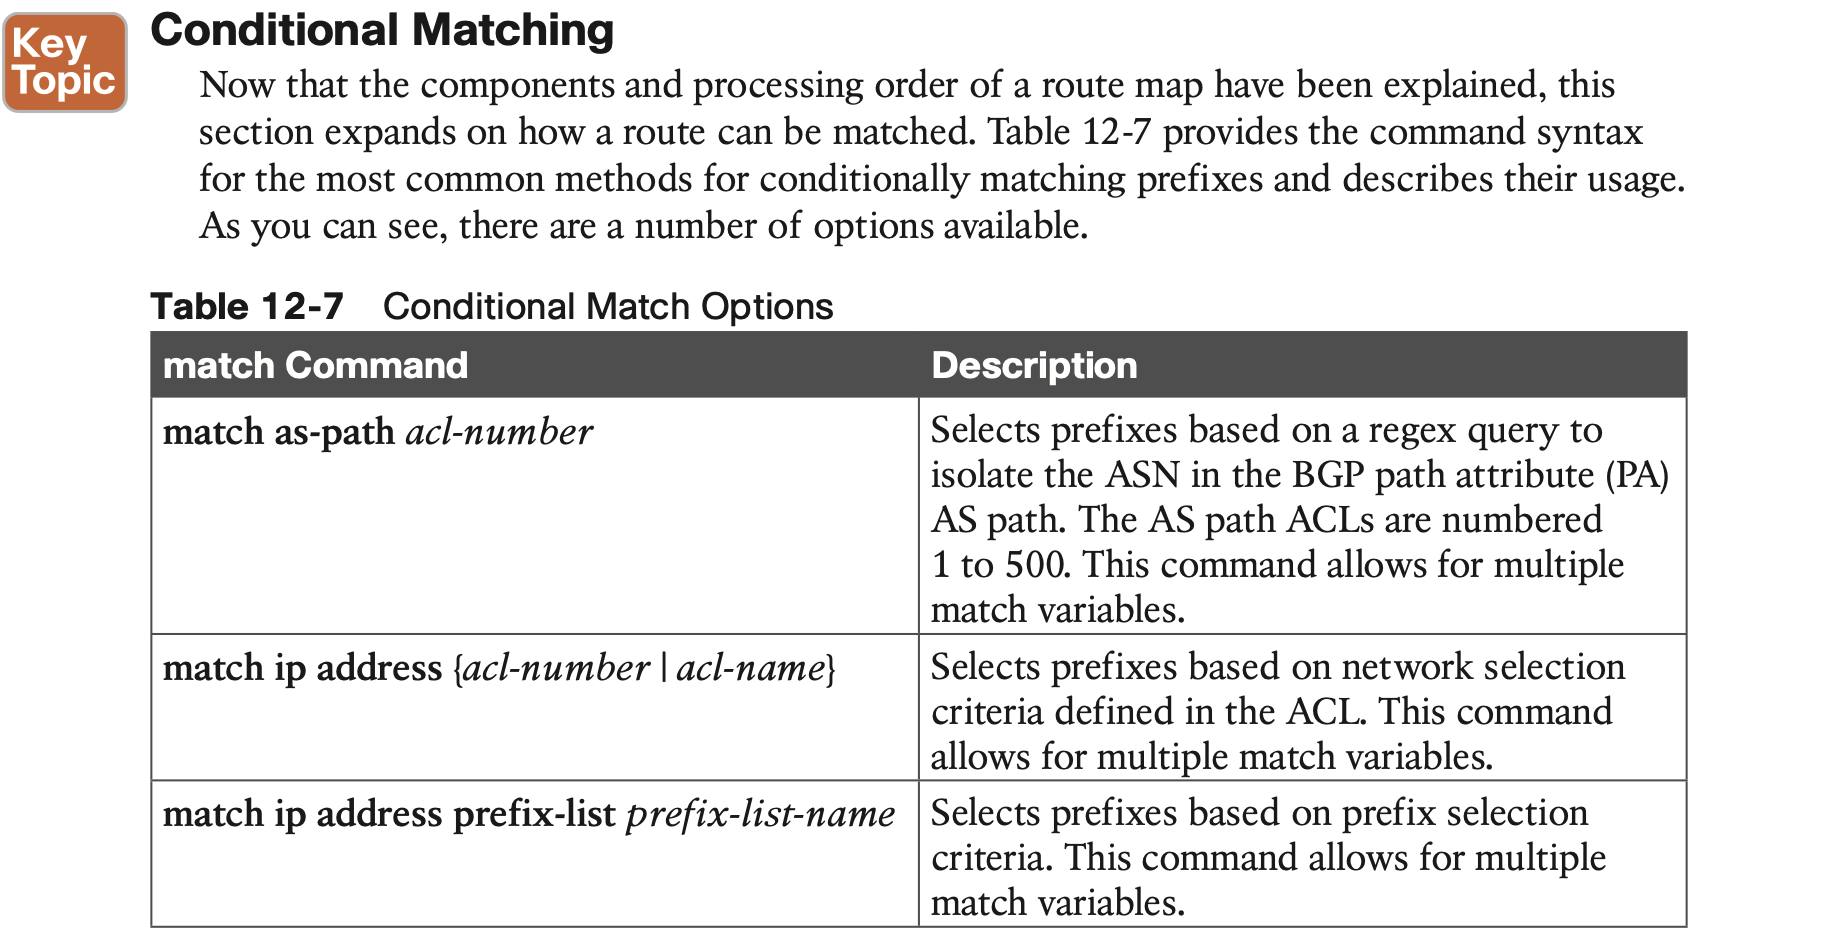 Key
Topic
Conditional Matching
Now that the components and processing order of a route map have been explained, this
section expands on how a route can be matched. Table 12-7 provides the command syntax
for the most common methods for conditionally matching prefixes and describes their usage.
As you can see, there are a number of options available.
Table 12-7 Conditional Match Options
match Command Description
match as-path acl-number Selects prefixes based on a regex query to
isolate the ASN in the BGP path attribute (PA)
AS path. The AS path ACLs are numbered
1 to 500. This command allows for multiple
match variables.
match ip address {acl-number | acl-name} Selects prefixes based on network selection
criteria defined in the ACL. This command
allows for multiple match variables.
match ip address prefix-list prefix-list-name Selects prefixes based on prefix selection
criteria. This command allows for multiple
match variables.